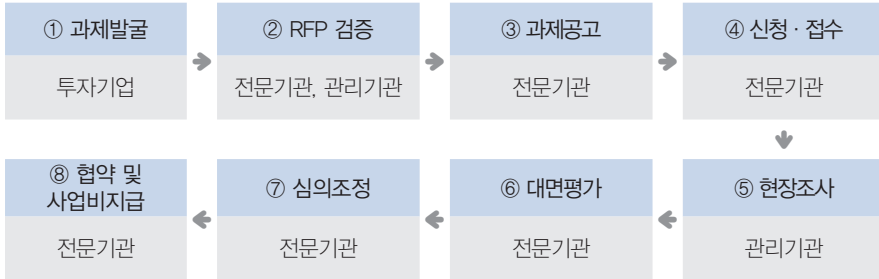 ① 과제발굴
투자기업
② RFP 검증
전문기관, 관리기관
③ 과제공고
전문기관
④ 신청 · 접수
전문기관
⑤ 현장조사
관리기관
⑥ 대면평가
전문기관
⑦ 심의조정
전문기관
⑧ 협약 및
사업비지급
전문기관